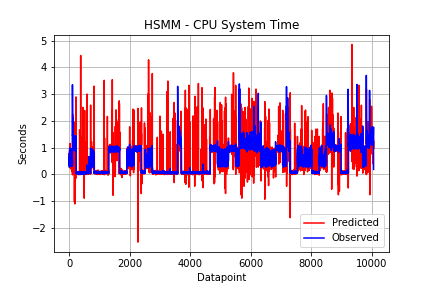 HSMM - CPU System Time
5
4
3
2
1
0
−1
−2
Seconds
0
2000
4000
6000
8000
10000
Datapoint
Predicted
Observed